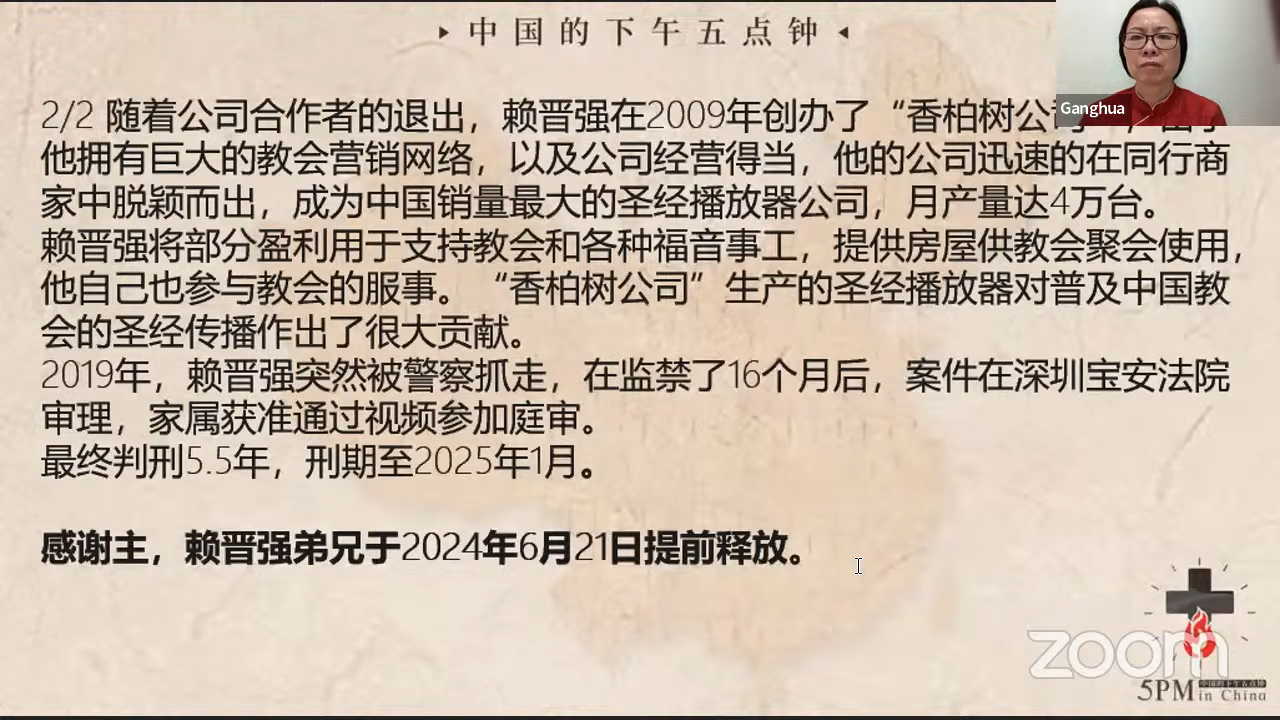 中国的下午五点钟
Ganghua
2/2 随着公司合作者的退出，赖晋强在2009年创办了“香柏树公
他拥有巨大的教会营销网络，以及公司经营得当，他的公司迅速的在同行商
家中脱颖而出，成为中国销量最大的圣经播放器公司，月产量达4万台。
赖晋强将部分盈利用于支持教会和各种福音事工，提供房屋供教会聚会使用，
他自己也参与教会的服事。“香柏树公司”生产的圣经播放器对普及中国教
会的圣经传播作出了很大贡献。
2019年，赖晋强突然被警察抓走，在监禁了16个月后，案件在深圳宝安法院
审理，家属获准通过视频参加庭审。
最终判刑5.5年，刑期至2025年1月。
感谢主，赖晋强弟兄于2024年6月21日提前释放。
zoom
5PM 中国的下午五点钟
in China